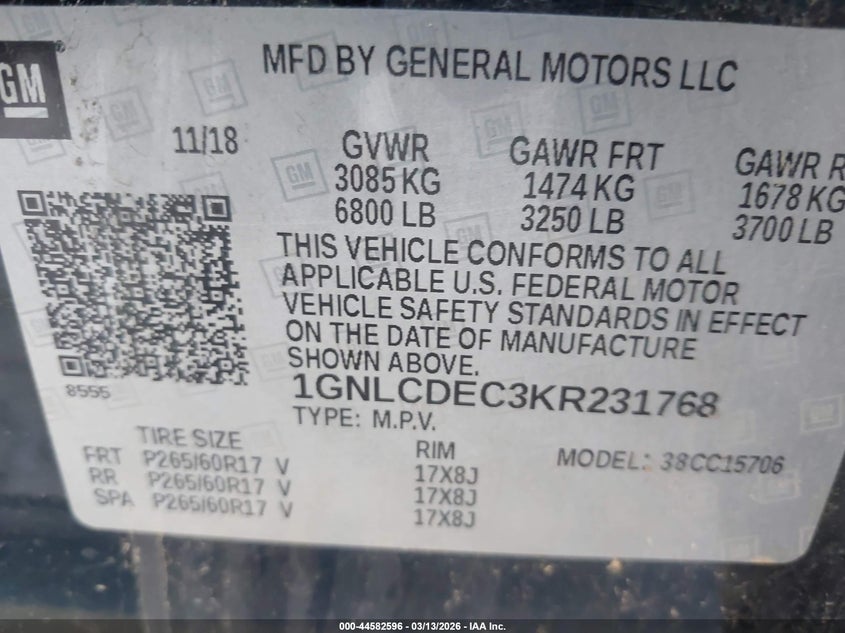 GM
MFD BY GENERAL MOTORS LLC
11/18
GVWR GAWR FRT GAWR R
3085 KG 1474 KG 1678 KG
6800 LB 3250 LB 3700 LB
THIS VEHICLE CONFORMS TO ALL
APPLICABLE U.S. FEDERAL MOTOR
VEHICLE SAFETY STANDARDS IN EFFECT
ON THE DATE OF MANUFACTURE
SHOWN ABOVE.
8555
1GNLCDEC3KR231768
TYPE: M.P.V.
TIRE SIZE RIM MODEL: 38CC15706
FRT P265/60R17 V 17X8J
RR P265/60R17 V 17X8J
SPA P265/60R17 V 17X8J
000-44582596 - 03/13/2026 - IAA Inc.